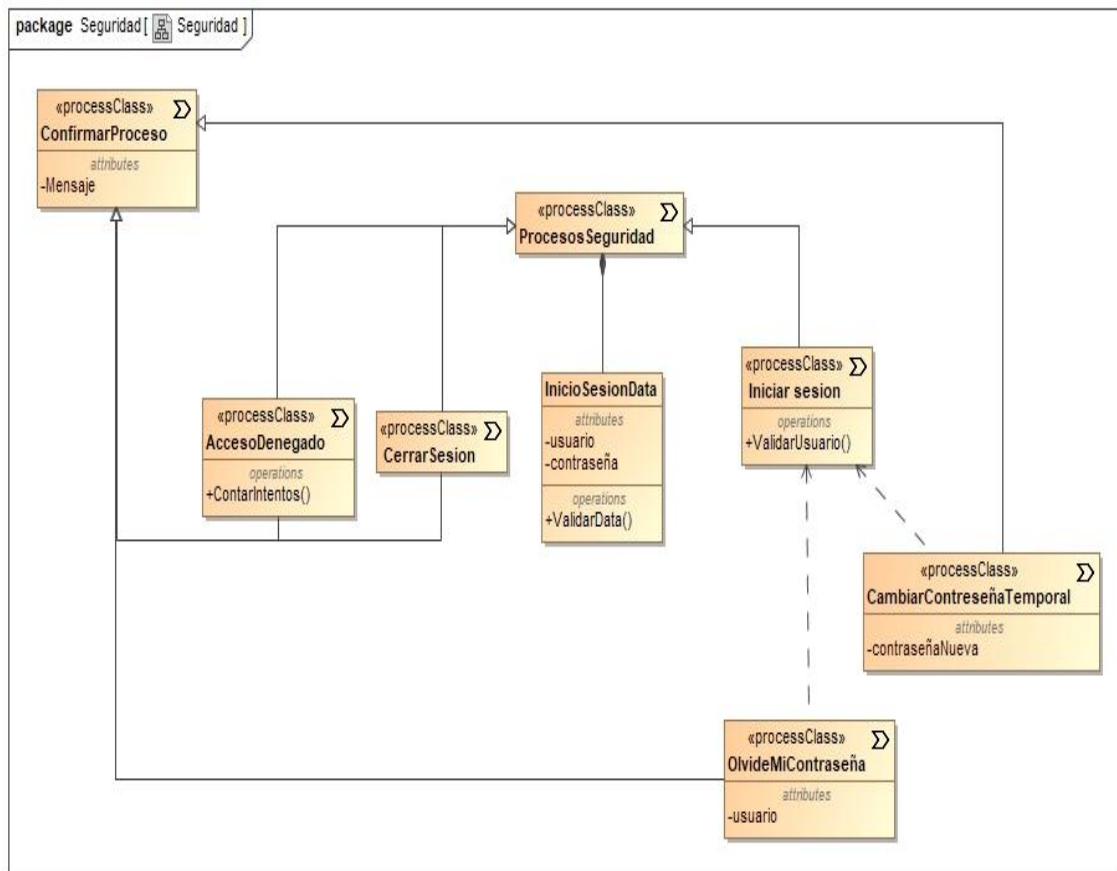 package Seguridad [ Seguridad ]
«processClass»
ConfirmarProceso
attributes
-Mensaje
«processClass»
ProcesosSeguridad
«processClass»
AccesoDenegado
operations
+ContarIntentos()
«processClass»
CerrarSesion
InicioSesionData
attributes
-usuario
-contraseña
operations
+ValidarData()
«processClass»
Iniciar sesion
operations
+ValidarUsuario()
«processClass»
CambiarContreseñaTemporal
attributes
-contraseñaNueva
«processClass»
OlvideMiContraseña
attributes
-usuario